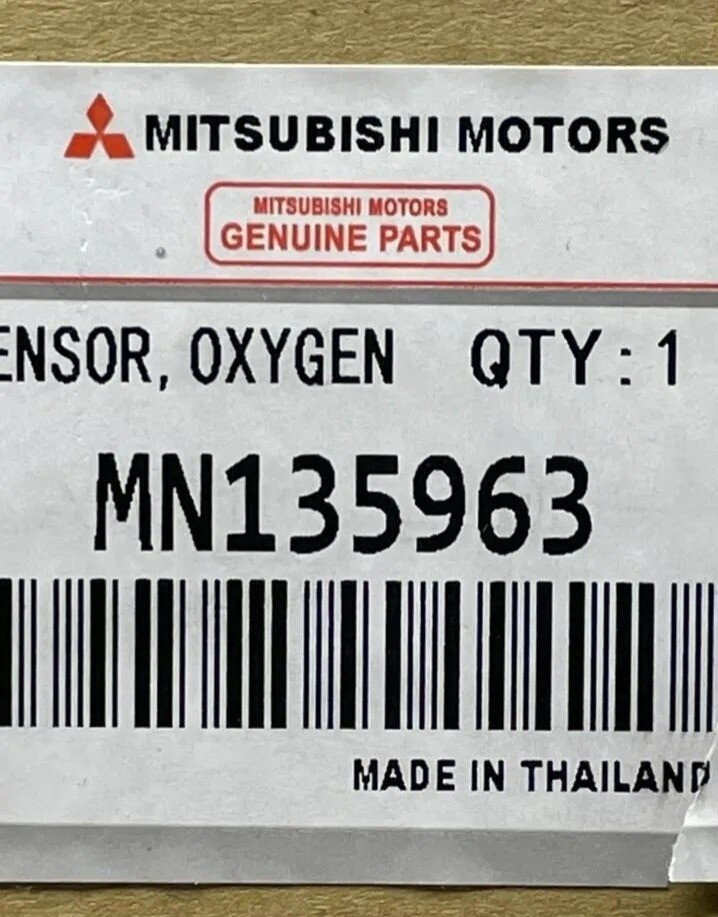 MITSUBISHI MOTORS
MITSUBISHI MOTORS
GENUINE PARTS
ENSOR, OXYGEN QTY: 1
MN135963
MADE IN THAILAND